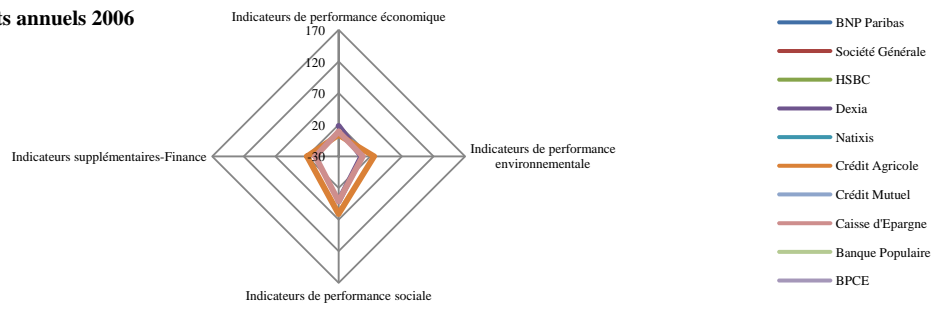 ts annuels 2006
Indicateurs de performance économique
170
120
70
20
-30
Indicateurs supplémentaires-Finance
Indicateurs de performance
environnementale
Indicateurs de performance sociale
BNP Paribas
Société Générale
HSBC
Dexia
Natixis
Crédit Agricole
Crédit Mutuel
Caisse d'Epargne
Banque Populaire
BPCE